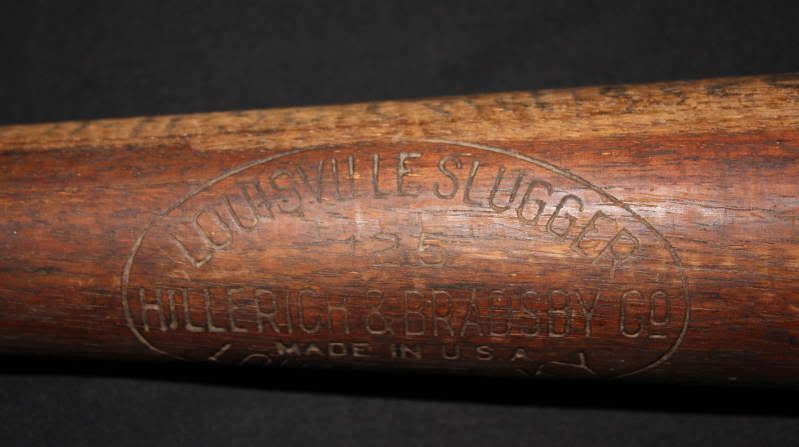 LOUISVILLE SLUGGER
125
HILLERICH & BRADSBY CO
MADE IN U.S.A.